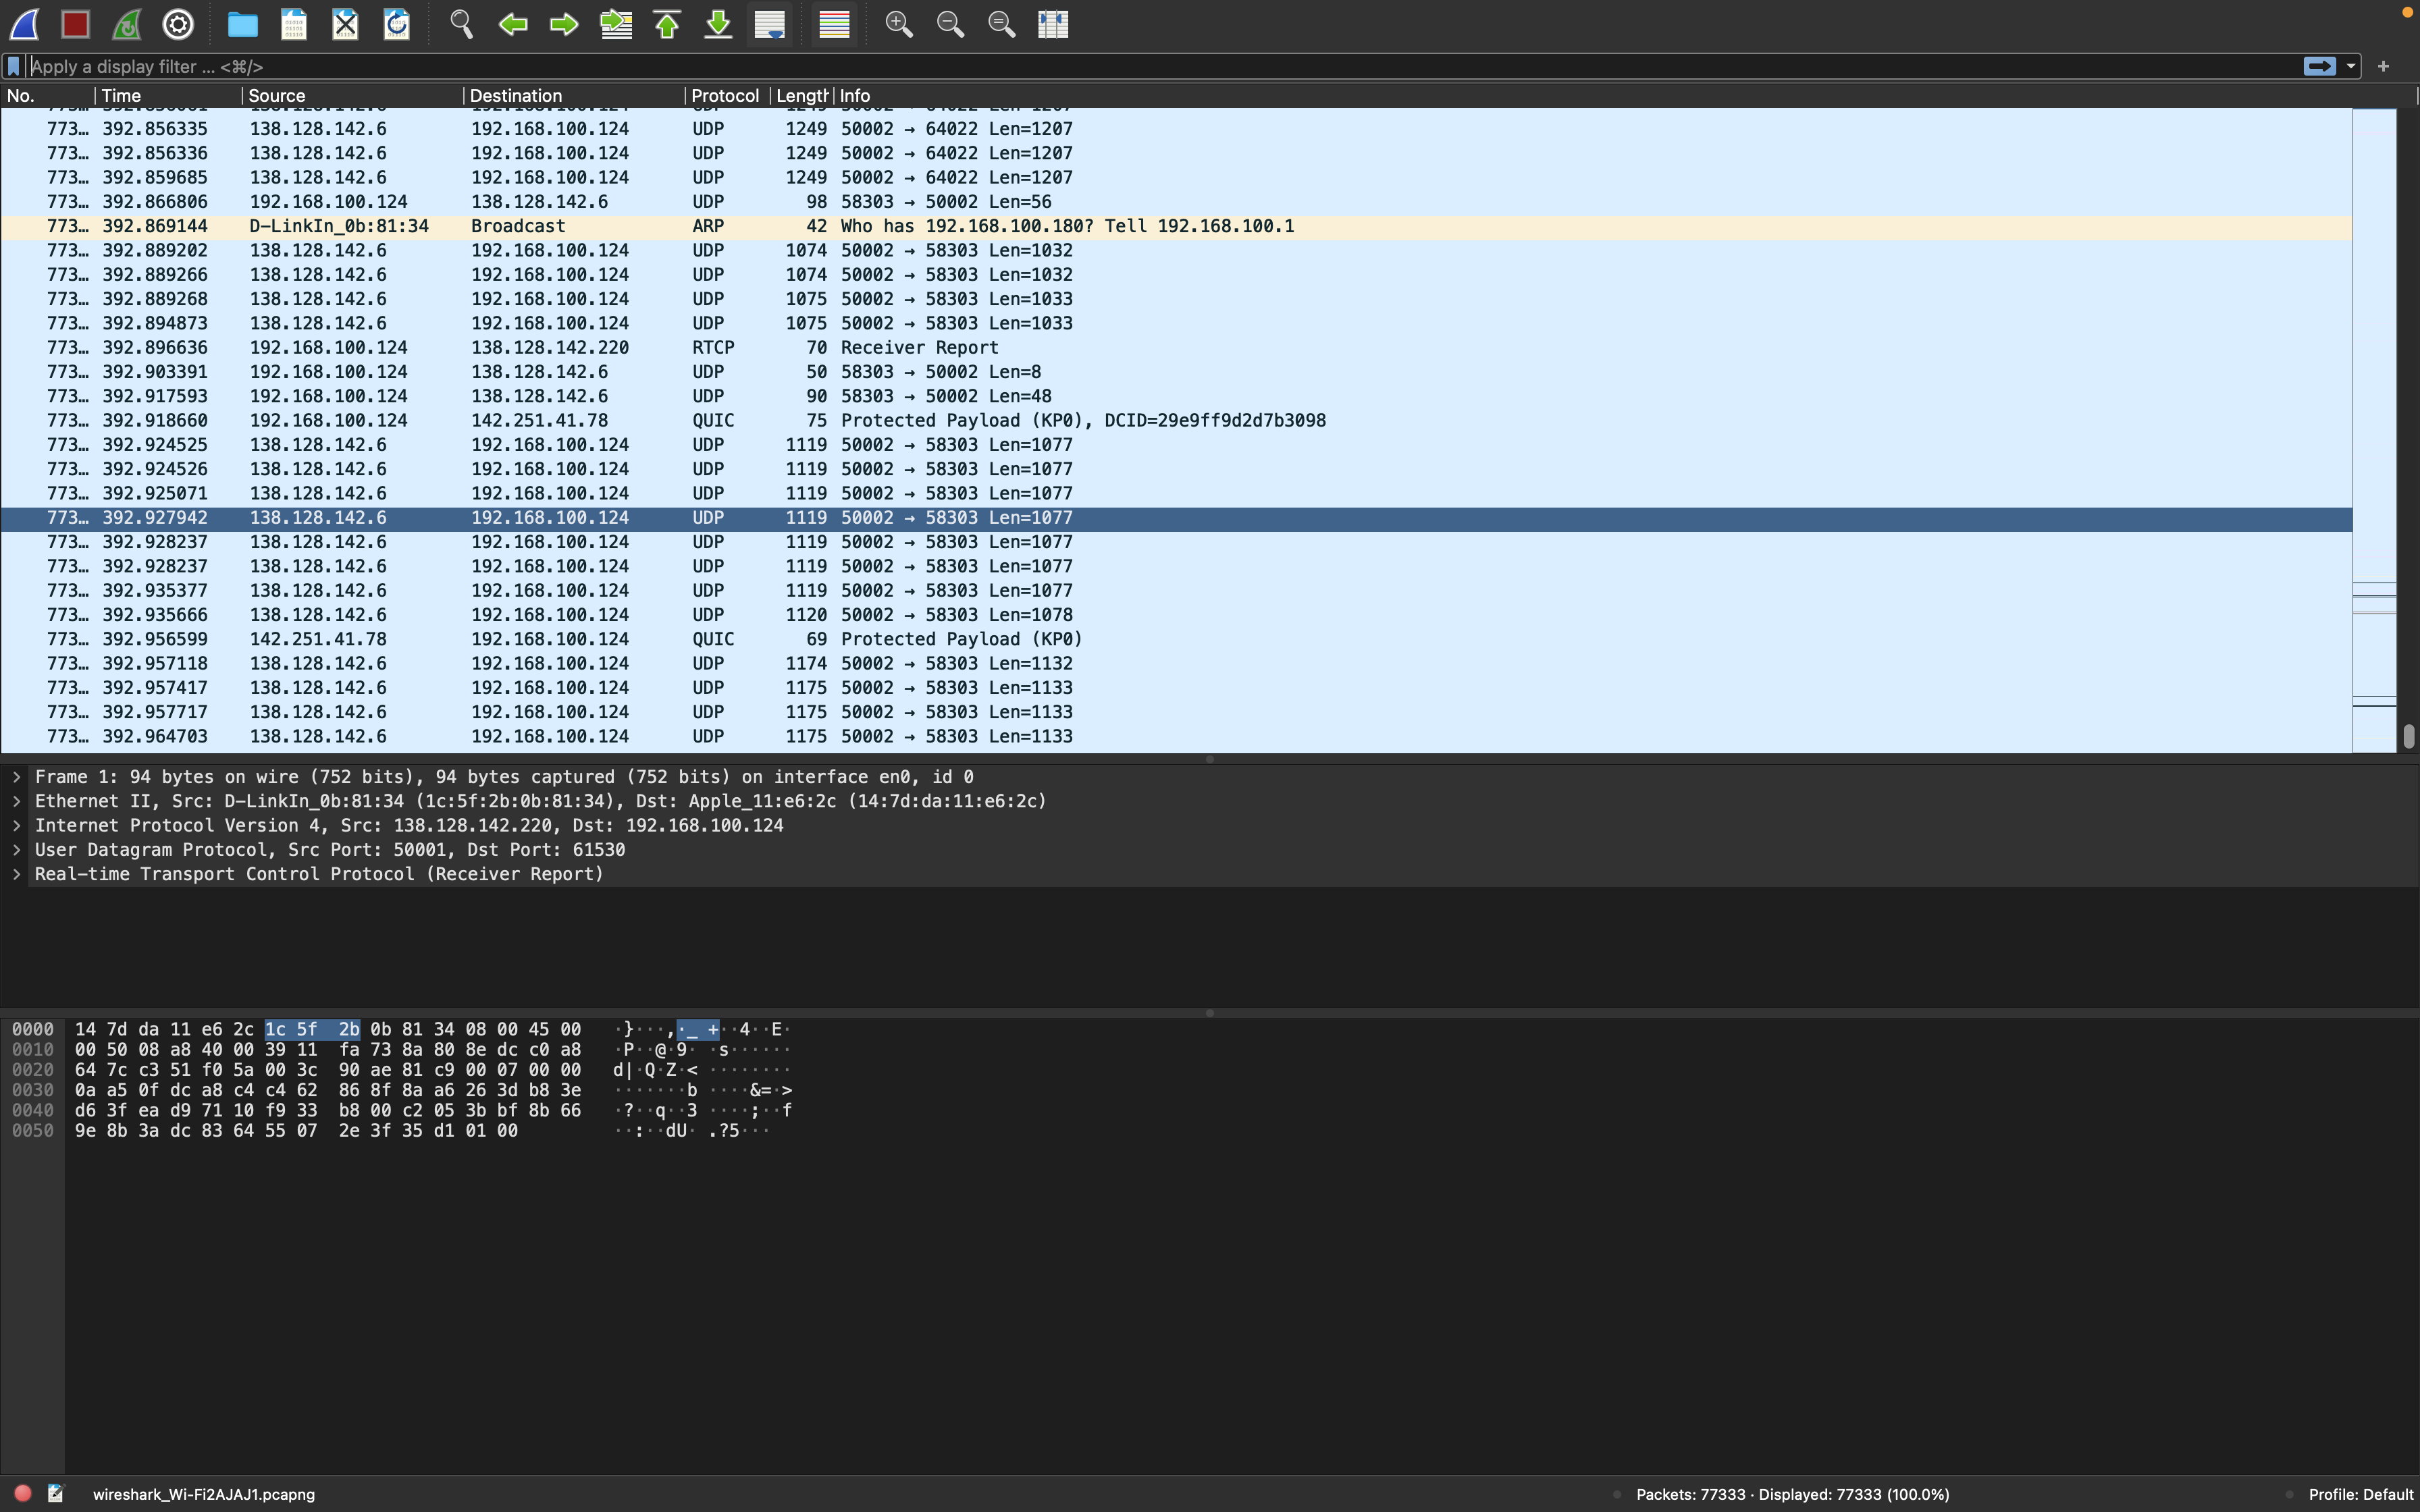 Apply a display filter ... <⌘/>
No. Time Source Destination Protocol Length Info
773… 392.856335 138.128.142.6 192.168.100.124 UDP 1249 50002 → 64022 Len=1207
773… 392.856336 138.128.142.6 192.168.100.124 UDP 1249 50002 → 64022 Len=1207
773… 392.859685 138.128.142.6 192.168.100.124 UDP 1249 50002 → 64022 Len=1207
773… 392.866806 192.168.100.124 138.128.142.6 UDP 98 58303 → 50002 Len=56
773… 392.869144 D-LinkIn_0b:81:34 Broadcast ARP 42 Who has 192.168.100.180? Tell 192.168.100.1
773… 392.889202 138.128.142.6 192.168.100.124 UDP 1074 50002 → 58303 Len=1032
773… 392.889266 138.128.142.6 192.168.100.124 UDP 1074 50002 → 58303 Len=1032
773… 392.889268 138.128.142.6 192.168.100.124 UDP 1075 50002 → 58303 Len=1033
773… 392.894873 138.128.142.6 192.168.100.124 UDP 1075 50002 → 58303 Len=1033
773… 392.896636 192.168.100.124 138.128.142.220 RTCP 70 Receiver Report
773… 392.903391 192.168.100.124 138.128.142.6 UDP 50 58303 → 50002 Len=8
773… 392.917593 192.168.100.124 138.128.142.6 UDP 90 58303 → 50002 Len=48
773… 392.918660 192.168.100.124 142.251.41.78 QUIC 75 Protected Payload (KP0), DCID=29e9ff9d2d7b3098
773… 392.924525 138.128.142.6 192.168.100.124 UDP 1119 50002 → 58303 Len=1077
773… 392.924526 138.128.142.6 192.168.100.124 UDP 1119 50002 → 58303 Len=1077
773… 392.925071 138.128.142.6 192.168.100.124 UDP 1119 50002 → 58303 Len=1077
773… 392.927942 138.128.142.6 192.168.100.124 UDP 1119 50002 → 58303 Len=1077
773… 392.928237 138.128.142.6 192.168.100.124 UDP 1119 50002 → 58303 Len=1077
773… 392.928237 138.128.142.6 192.168.100.124 UDP 1119 50002 → 58303 Len=1077
773… 392.935377 138.128.142.6 192.168.100.124 UDP 1119 50002 → 58303 Len=1077
773… 392.935666 138.128.142.6 192.168.100.124 UDP 1120 50002 → 58303 Len=1078
773… 392.956599 142.251.41.78 192.168.100.124 QUIC 69 Protected Payload (KP0)
773… 392.957118 138.128.142.6 192.168.100.124 UDP 1174 50002 → 58303 Len=1132
773… 392.957417 138.128.142.6 192.168.100.124 UDP 1175 50002 → 58303 Len=1133
773… 392.957717 138.128.142.6 192.168.100.124 UDP 1175 50002 → 58303 Len=1133
773… 392.964703 138.128.142.6 192.168.100.124 UDP 1175 50002 → 58303 Len=1133
Frame 1: 94 bytes on wire (752 bits), 94 bytes captured (752 bits) on interface en0, id 0
Ethernet II, Src: D-LinkIn_0b:81:34 (1c:5f:2b:0b:81:34), Dst: Apple_11:e6:2c (14:7d:da:11:e6:2c)
Internet Protocol Version 4, Src: 138.128.142.220, Dst: 192.168.100.124
User Datagram Protocol, Src Port: 50001, Dst Port: 61530
Real-time Transport Control Protocol (Receiver Report)
0000 14 7d da 11 e6 2c 1c 5f 2b 0b 81 34 08 00 45 00 ·}···,·_ +··4··E·
0010 00 50 08 a8 40 00 39 11 fa 73 8a 80 8e dc c0 a8 ·P··@·9· ·s······
0020 64 7c c3 51 f0 5a 00 3c 90 ae 81 c9 00 07 00 00 d|·Q·Z·< ········
0030 0a a5 0f dc a8 c4 c4 62 86 8f 8a a6 26 3d b8 3e ·······b ····&=·>
0040 d6 3f ea d9 71 10 f9 33 b8 00 c2 05 3b bf 8b 66 ·?··q··3 ····;··f
0050 9e 8b 3a dc 83 64 55 07 2e 3f 35 d1 01 00 ··:··dU· .?5···
wireshark_Wi-Fi2AJAJ1.pcapng
Packets: 77333 · Displayed: 77333 (100.0%)
Profile: Default